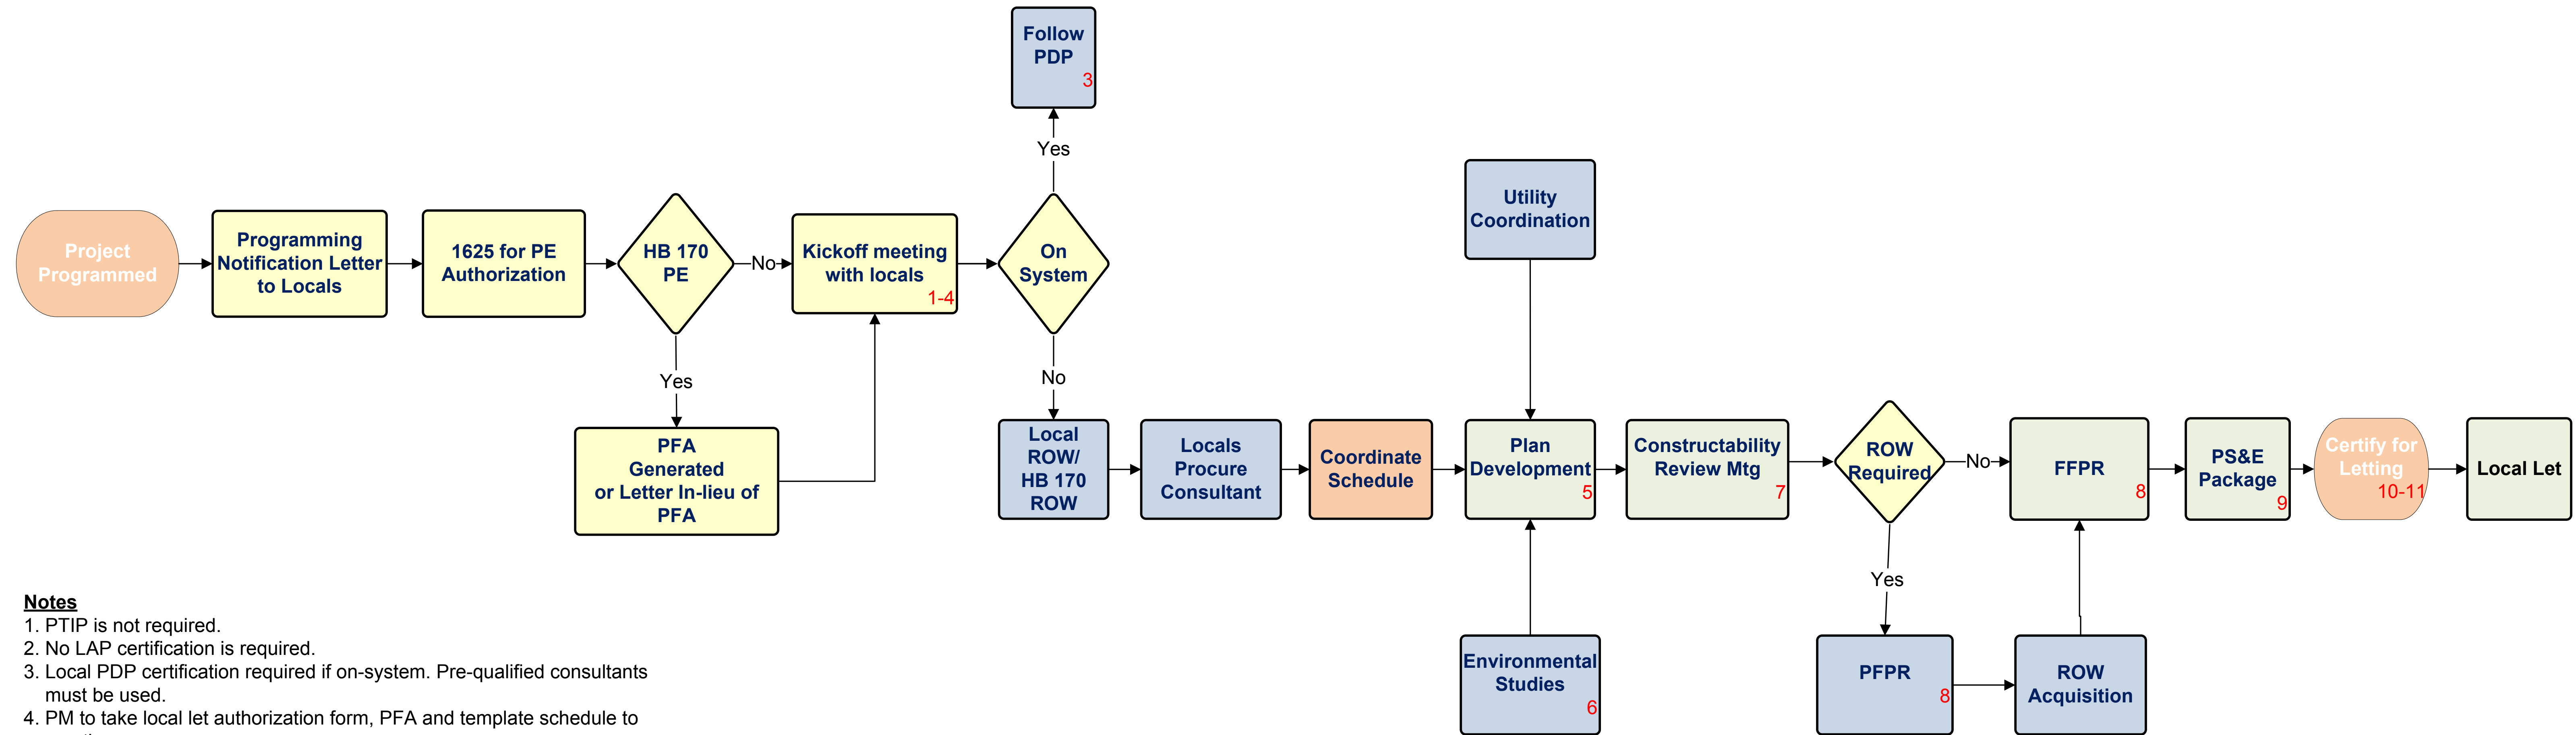 Follow
PDP
3
Yes
Project
Programmed
Programming
Notification Letter
to Locals
1625 for PE
Authorization
HB 170
PE
No
Kickoff meeting
with locals
1-4
On
System
Utility
Coordination
Yes
PFA
Generated
or Letter In-lieu of
PFA
No
Local
ROW/
HB 170
ROW
Locals
Procure
Consultant
Coordinate
Schedule
Plan
Development
5
Constructability
Review Mtg
7
ROW
Required
No
FFPR
8
PS&E
Package
9
Certify for
Letting
10-11
Local Let
Yes
Environmental
Studies
6
PFPR
8
ROW
Acquisition
Notes
1. PTIP is not required.
2. No LAP certification is required.
3. Local PDP certification required if on-system. Pre-qualified consultants
must be used.
4. PM to take local let authorization form, PFA and template schedule to